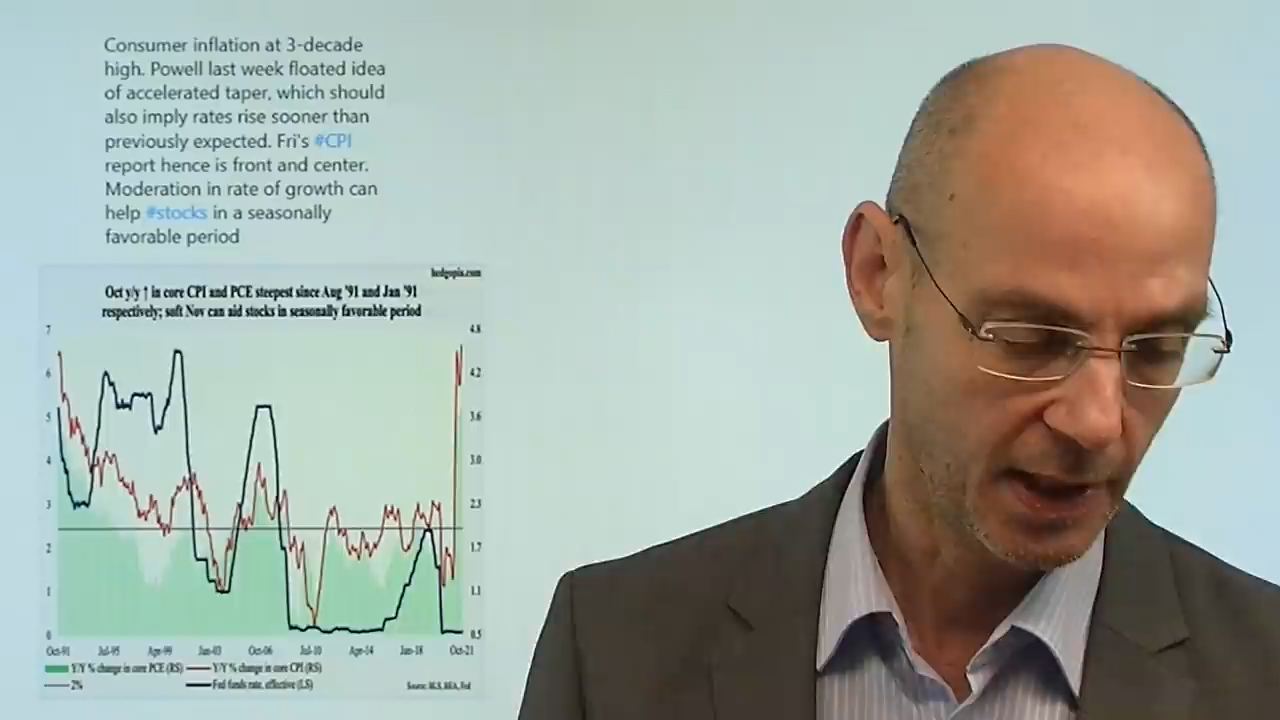 Consumer inflation at 3-decade
high. Powell last week floated idea
of accelerated taper, which should
also imply rates rise sooner than
previously expected. Fri's #CPI
report hence is front and center.
Moderation in rate of growth can
help #stocks in a seasonally
favorable period
hedgopia.com
Oct y/y ↑ in core CPI and PCE steepest since Aug '91 and Jan '91
respectively; soft Nov can aid stocks in seasonally favorable period
7 4.8
6 4.2
5 3.6
4 3.0
3 2.3
2 1.7
1 1.1
0 0.5
Oct-91 Jul-95 Apr-99 Jan-03 Oct-06 Jul-10 Apr-14 Jan-18 Oct-21
Y/Y % change in core PCE (RS) Y/Y % change in core CPI (RS)
2% Fed funds rate, effective (LS) Source: BLS, BEA, Fed